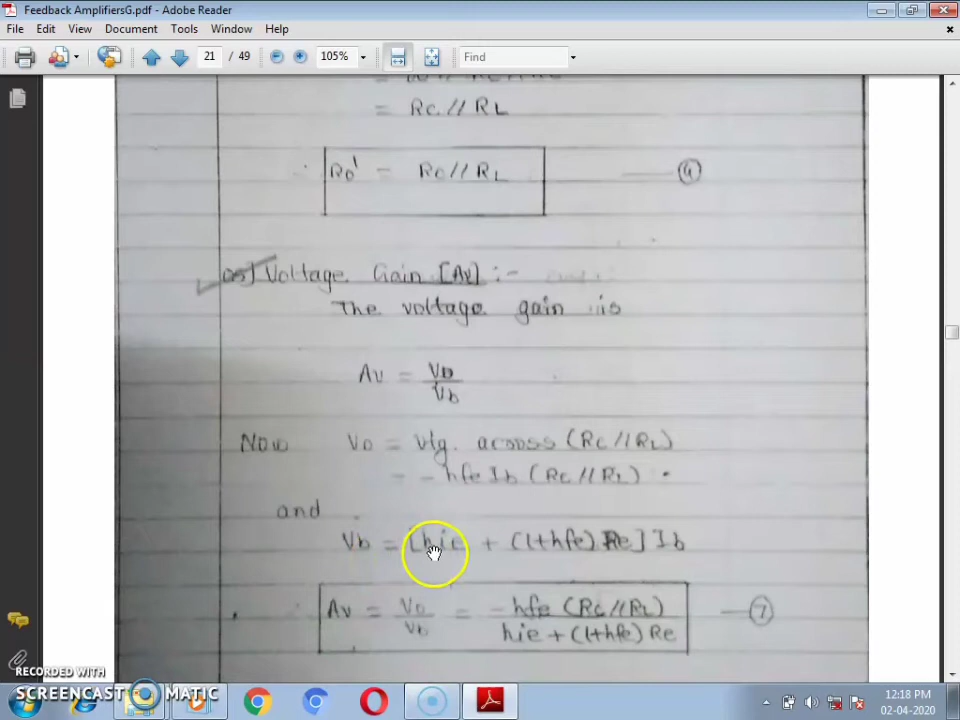 Feedback AmplifiersG.pdf - Adobe Reader
File Edit View Document Tools Window Help
21 / 49 105% Find
= Rc // RL
Ro' = Rc // RL ④
05] Voltage Gain [Av] :-
The voltage gain is
Av = Vo / Vb
Now Vo = Vtg. across (Rc // RL)
= - hfe Ib (Rc // RL)
and
Vb = [hie + (1+hfe) Re] Ib
Av = Vo / Vb = -hfe (Rc // RL) / hie + (1+hfe) Re ⑦
RECORDED WITH
SCREENCAST MATIC
12:18 PM
02-04-2020